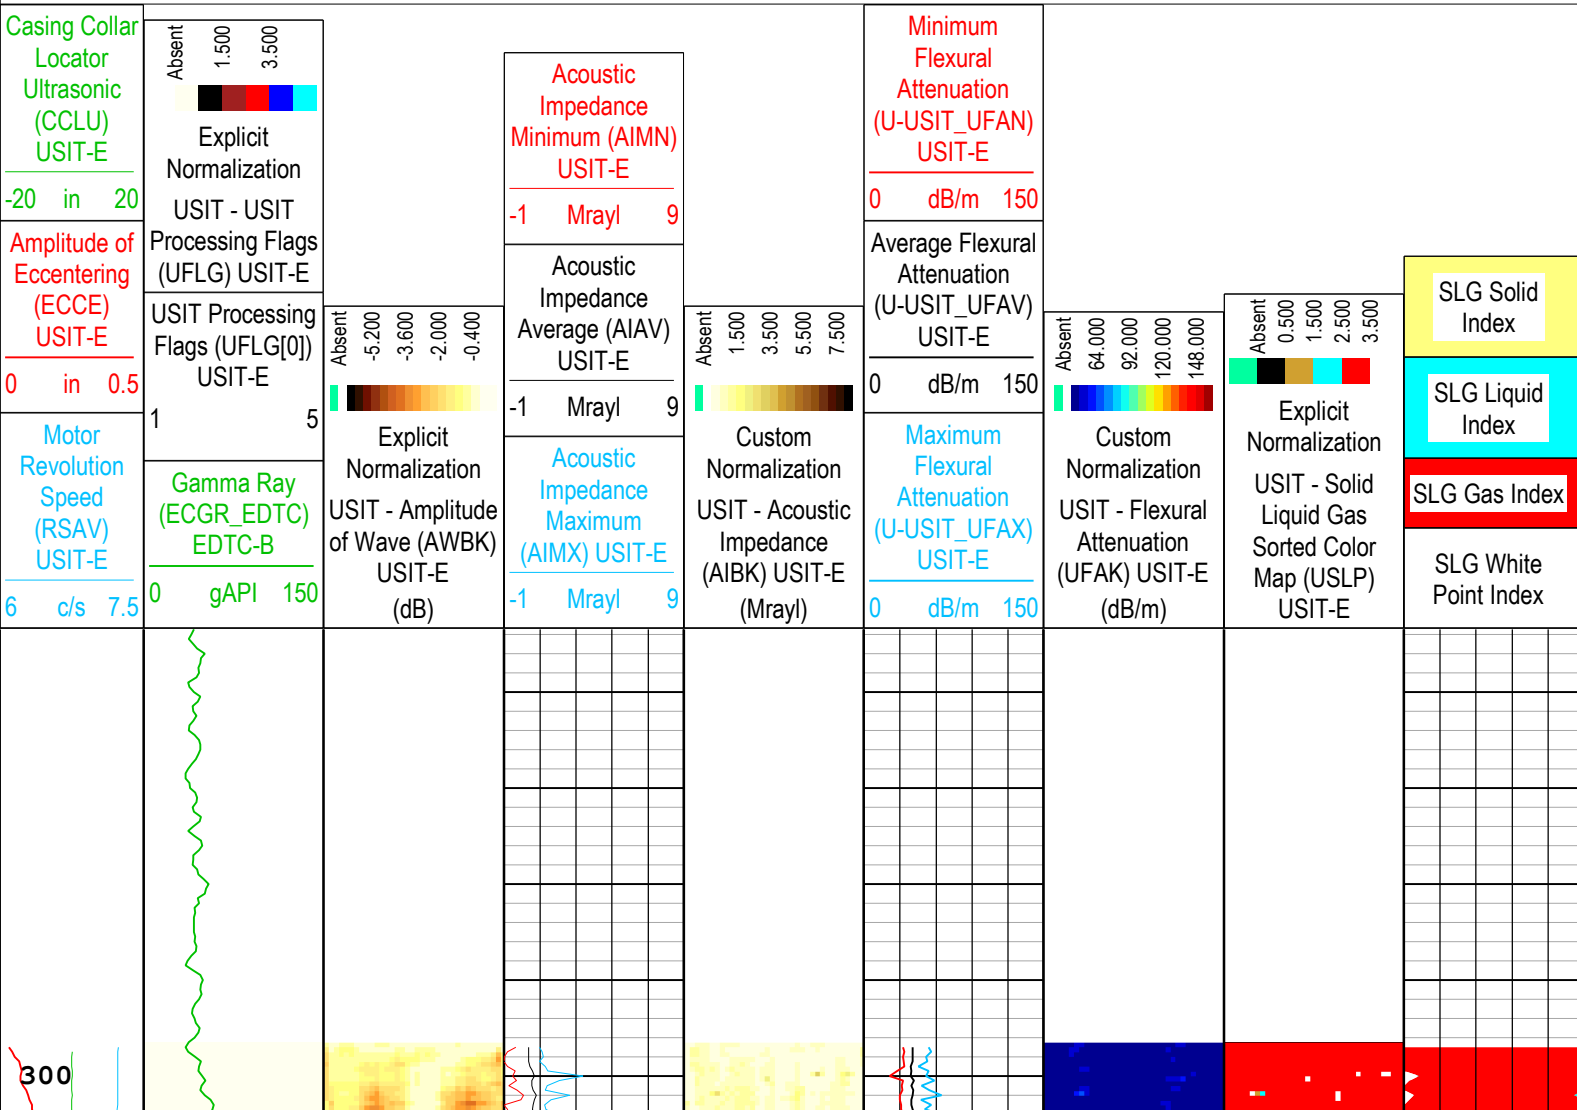 Casing Collar
Locator
Ultrasonic
(CCLU)
USIT-E
-20 in 20
Amplitude of
Eccentering
(ECCE)
USIT-E
0 in 0.5
Motor
Revolution
Speed
(RSAV)
USIT-E
6 c/s 7.5
Absent
1.500
3.500
Explicit
Normalization
USIT - USIT
Processing Flags
(UFLG) USIT-E
USIT Processing
Flags (UFLG[0])
USIT-E
1 5
Gamma Ray
(ECGR_EDTC)
EDTC-B
0 gAPI 150
Absent
-5.200
-3.600
-2.000
-0.400
Explicit
Normalization
USIT - Amplitude
of Wave (AWBK)
USIT-E
(dB)
Acoustic
Impedance
Minimum (AIMN)
USIT-E
-1 Mrayl 9
Acoustic
Impedance
Average (AIAV)
USIT-E
-1 Mrayl 9
Acoustic
Impedance
Maximum
(AIMX) USIT-E
-1 Mrayl 9
Absent
1.500
3.500
5.500
7.500
Custom
Normalization
USIT - Acoustic
Impedance
(AIBK) USIT-E
(Mrayl)
Minimum
Flexural
Attenuation
(U-USIT_UFAN)
USIT-E
0 dB/m 150
Average Flexural
Attenuation
(U-USIT_UFAV)
USIT-E
0 dB/m 150
Maximum
Flexural
Attenuation
(U-USIT_UFAX)
USIT-E
0 dB/m 150
Absent
64.000
92.000
120.000
148.000
Custom
Normalization
USIT - Flexural
Attenuation
(UFAK) USIT-E
(dB/m)
Absent
0.500
1.500
2.500
3.500
Explicit
Normalization
USIT - Solid
Liquid Gas
Sorted Color
Map (USLP)
USIT-E
SLG Solid
Index
SLG Liquid
Index
SLG Gas Index
SLG White
Point Index
300